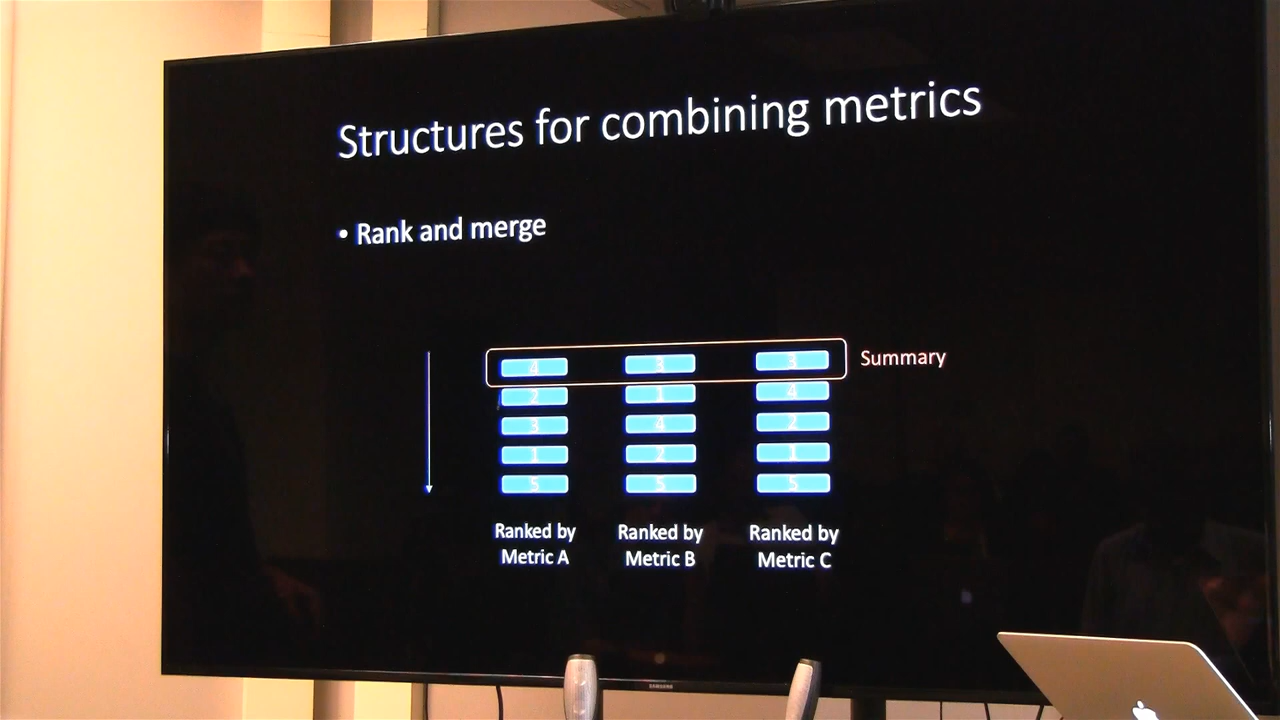 Structures for combining metrics
• Rank and merge
4 3 3 Summary
2 1 4
3 4 2
1 2 1
5 5 5
Ranked by Ranked by Ranked by
Metric A Metric B Metric C
SAMSUNG